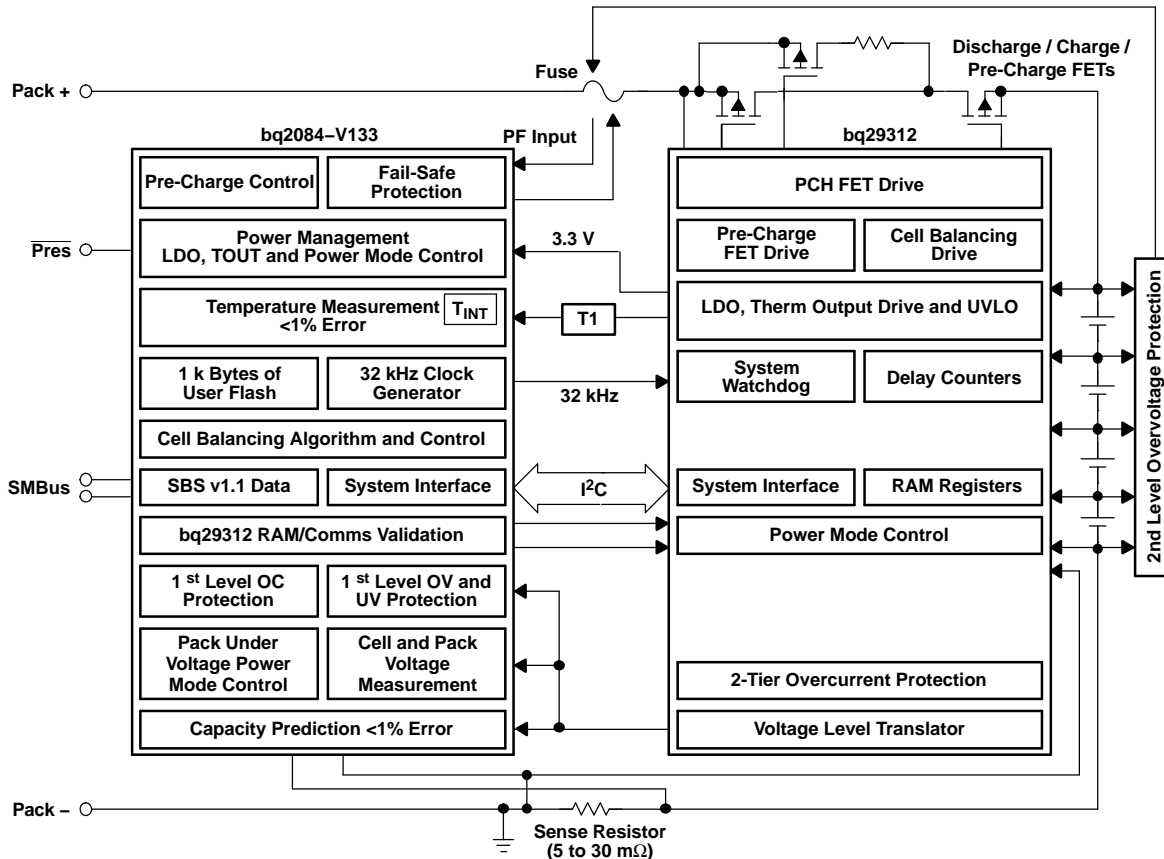 Discharge / Charge /
Pre-Charge FETs
Fuse
Pack +
bq2084–V133
PF Input
bq29312
Pre-Charge Control
Fail-Safe
Protection
PCH FET Drive
Pres
Power Management
LDO, TOUT and Power Mode Control
3.3 V
Pre-Charge
FET Drive
Cell Balancing
Drive
Temperature Measurement
<1% Error
TINT
T1
LDO, Therm Output Drive and UVLO
1 k Bytes of
User Flash
32 kHz Clock
Generator
32 kHz
System
Watchdog
Delay Counters
2nd Level Overvoltage Protection
Cell Balancing Algorithm and Control
SMBus
SBS v1.1 Data
System Interface
I2C
System Interface
RAM Registers
bq29312 RAM/Comms Validation
Power Mode Control
1 st Level OC
Protection
1 st Level OV and
UV Protection
Pack Under
Voltage Power
Mode Control
Cell and Pack
Voltage
Measurement
2-Tier Overcurrent Protection
Capacity Prediction <1% Error
Voltage Level Translator
Pack –
Sense Resistor
(5 to 30 mΩ)